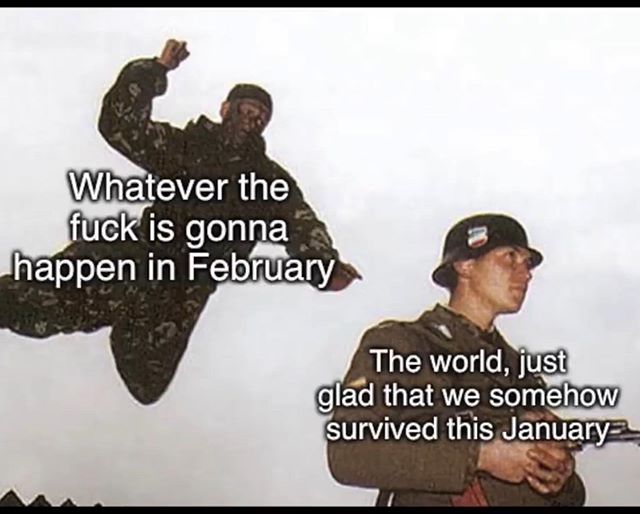 Whatever the
fuck is gonna
happen in February
The world, just
glad that we somehow
survived this January